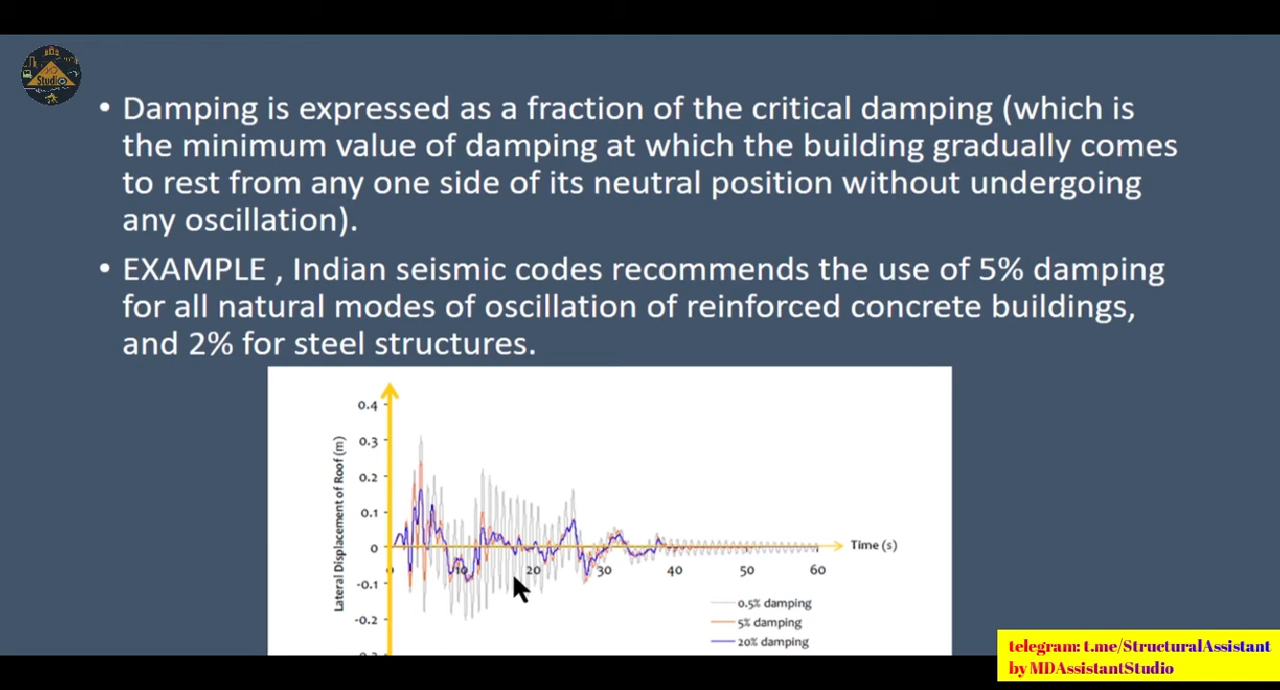 Studio
• Damping is expressed as a fraction of the critical damping (which is
the minimum value of damping at which the building gradually comes
to rest from any one side of its neutral position without undergoing
any oscillation).
• EXAMPLE , Indian seismic codes recommends the use of 5% damping
for all natural modes of oscillation of reinforced concrete buildings,
and 2% for steel structures.
Lateral Displacement of Roof (m)
0.4
0.3
0.2
0.1
0
-0.1
-0.2
0 10 20 30 40 50 60
Time (s)
0.5% damping
5% damping
20% damping
telegram: t.me/StructuralAssistant
by MDAssistantStudio